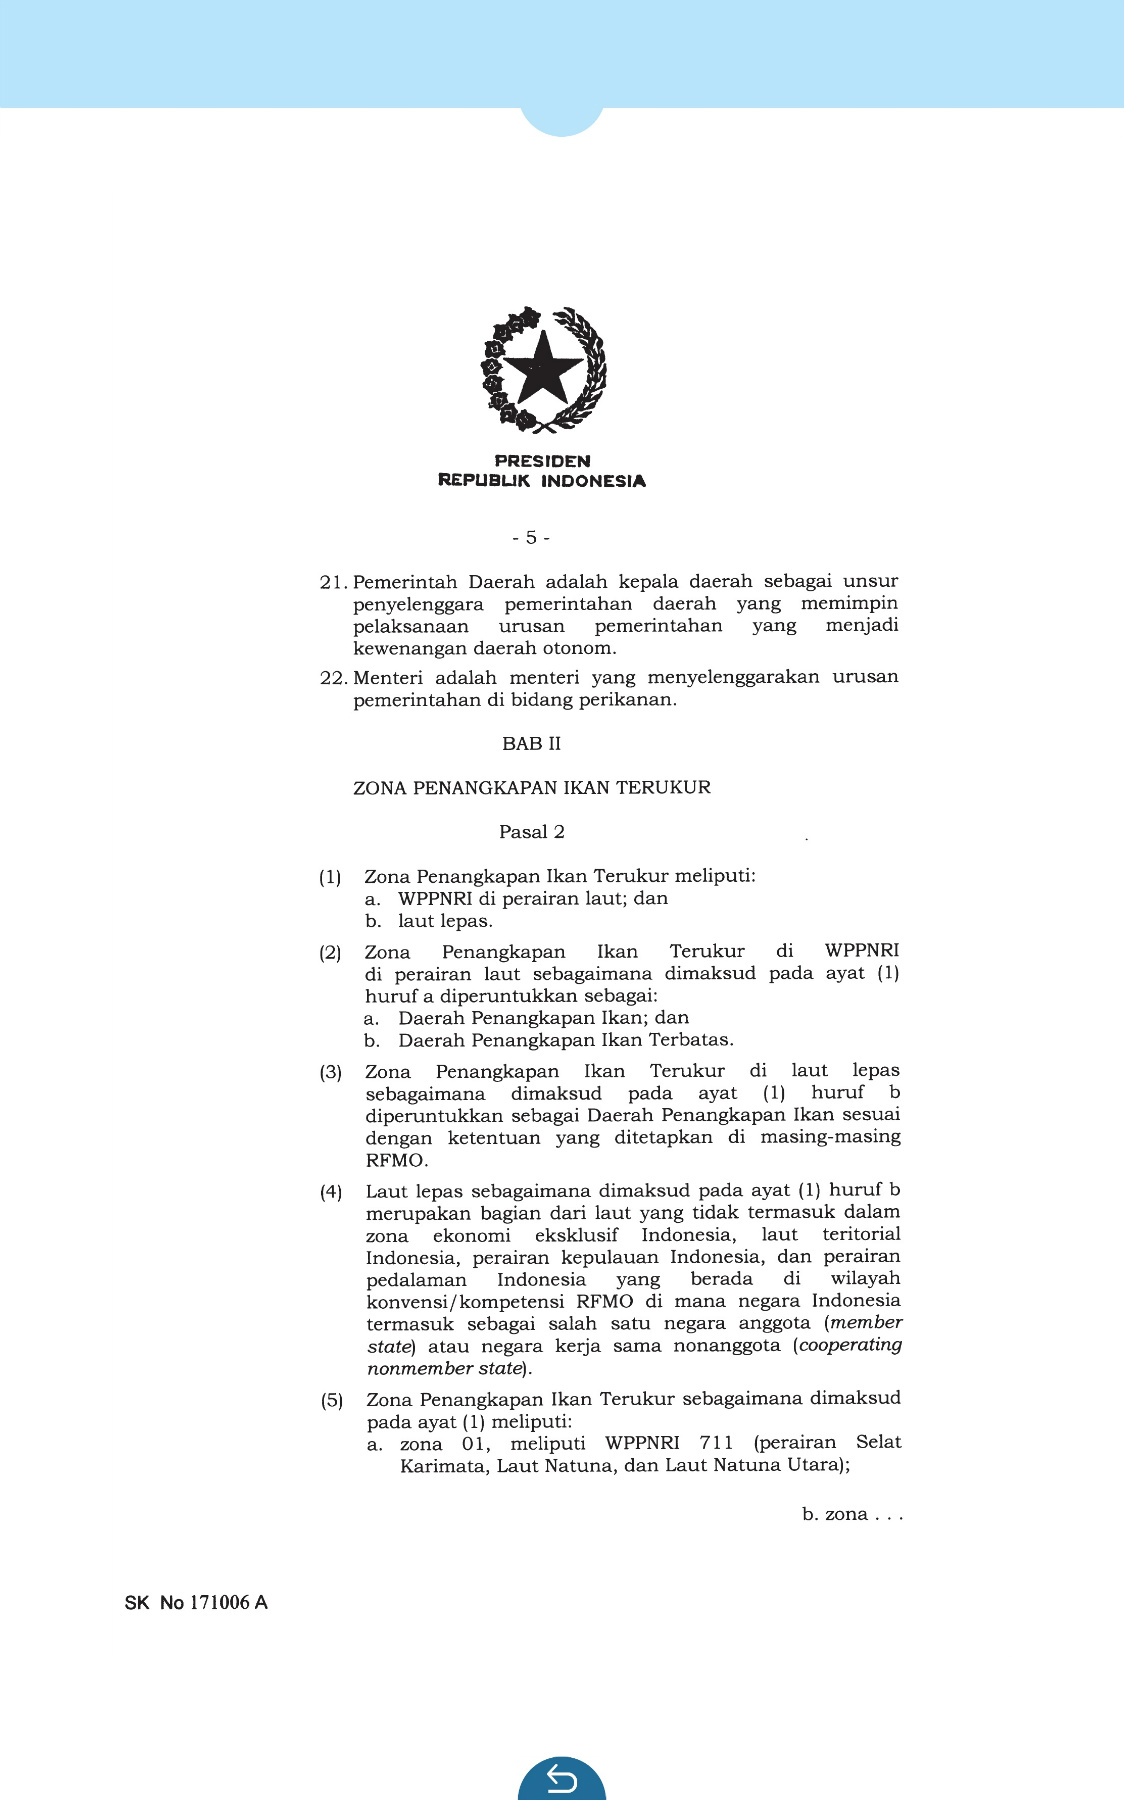 PRESIDEN
REPUBLIK INDONESIA
- 5 -
21. Pemerintah Daerah adalah kepala daerah sebagai unsur
penyelenggara pemerintahan daerah yang memimpin
pelaksanaan urusan pemerintahan yang menjadi
kewenangan daerah otonom.
22. Menteri adalah menteri yang menyelenggarakan urusan
pemerintahan di bidang perikanan.
BAB II
ZONA PENANGKAPAN IKAN TERUKUR
Pasal 2
(1) Zona Penangkapan Ikan Terukur meliputi:
a. WPPNRI di perairan laut; dan
b. laut lepas.
(2) Zona Penangkapan Ikan Terukur di WPPNRI
di perairan laut sebagaimana dimaksud pada ayat (1)
huruf a diperuntukkan sebagai:
a. Daerah Penangkapan Ikan; dan
b. Daerah Penangkapan Ikan Terbatas.
(3) Zona Penangkapan Ikan Terukur di laut lepas
sebagaimana dimaksud pada ayat (1) huruf b
diperuntukkan sebagai Daerah Penangkapan Ikan sesuai
dengan ketentuan yang ditetapkan di masing-masing
RFMO.
(4) Laut lepas sebagaimana dimaksud pada ayat (1) huruf b
merupakan bagian dari laut yang tidak termasuk dalam
zona ekonomi eksklusif Indonesia, laut teritorial
Indonesia, perairan kepulauan Indonesia, dan perairan
pedalaman Indonesia yang berada di wilayah
konvensi/kompetensi RFMO di mana negara Indonesia
termasuk sebagai salah satu negara anggota (member
state) atau negara kerja sama nonanggota (cooperating
nonmember state).
(5) Zona Penangkapan Ikan Terukur sebagaimana dimaksud
pada ayat (1) meliputi:
a. zona 01, meliputi WPPNRI 711 (perairan Selat
Karimata, Laut Natuna, dan Laut Natuna Utara);
b. zona . . .
SK No 171006 A